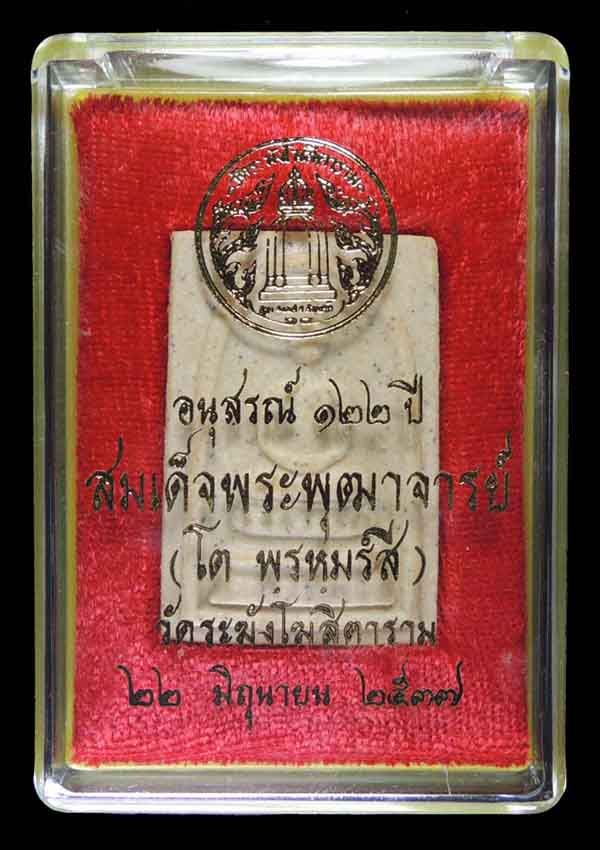 อนุสรณ์ ๑๒๒ ปี
สมเด็จพระพุฒาจารย์
(โต พฺรหฺมรํสี)
วัดระฆังโฆสิตาราม
๒๒ มิถุนายน ๒๕๓๗